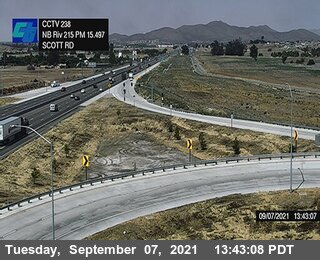 CCTV 238
NB Riv 215 PM 15.497
SCOTT RD
09/07/2021 13:43:07
Tuesday, September 07, 2021 13:43:08 PDT